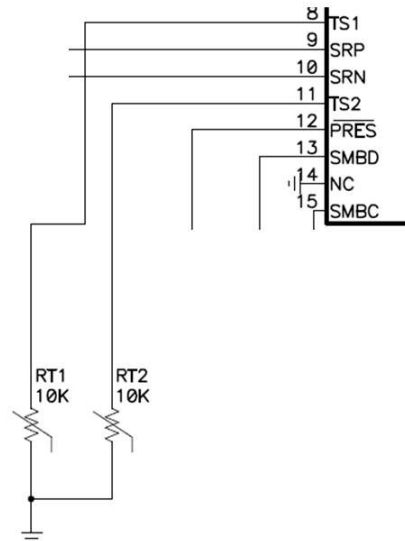 8 TS1
9 SRP
10 SRN
11 TS2
12 PRES
13 SMBD
14 NC
15 SMBC
RT1
10K
RT2
10K